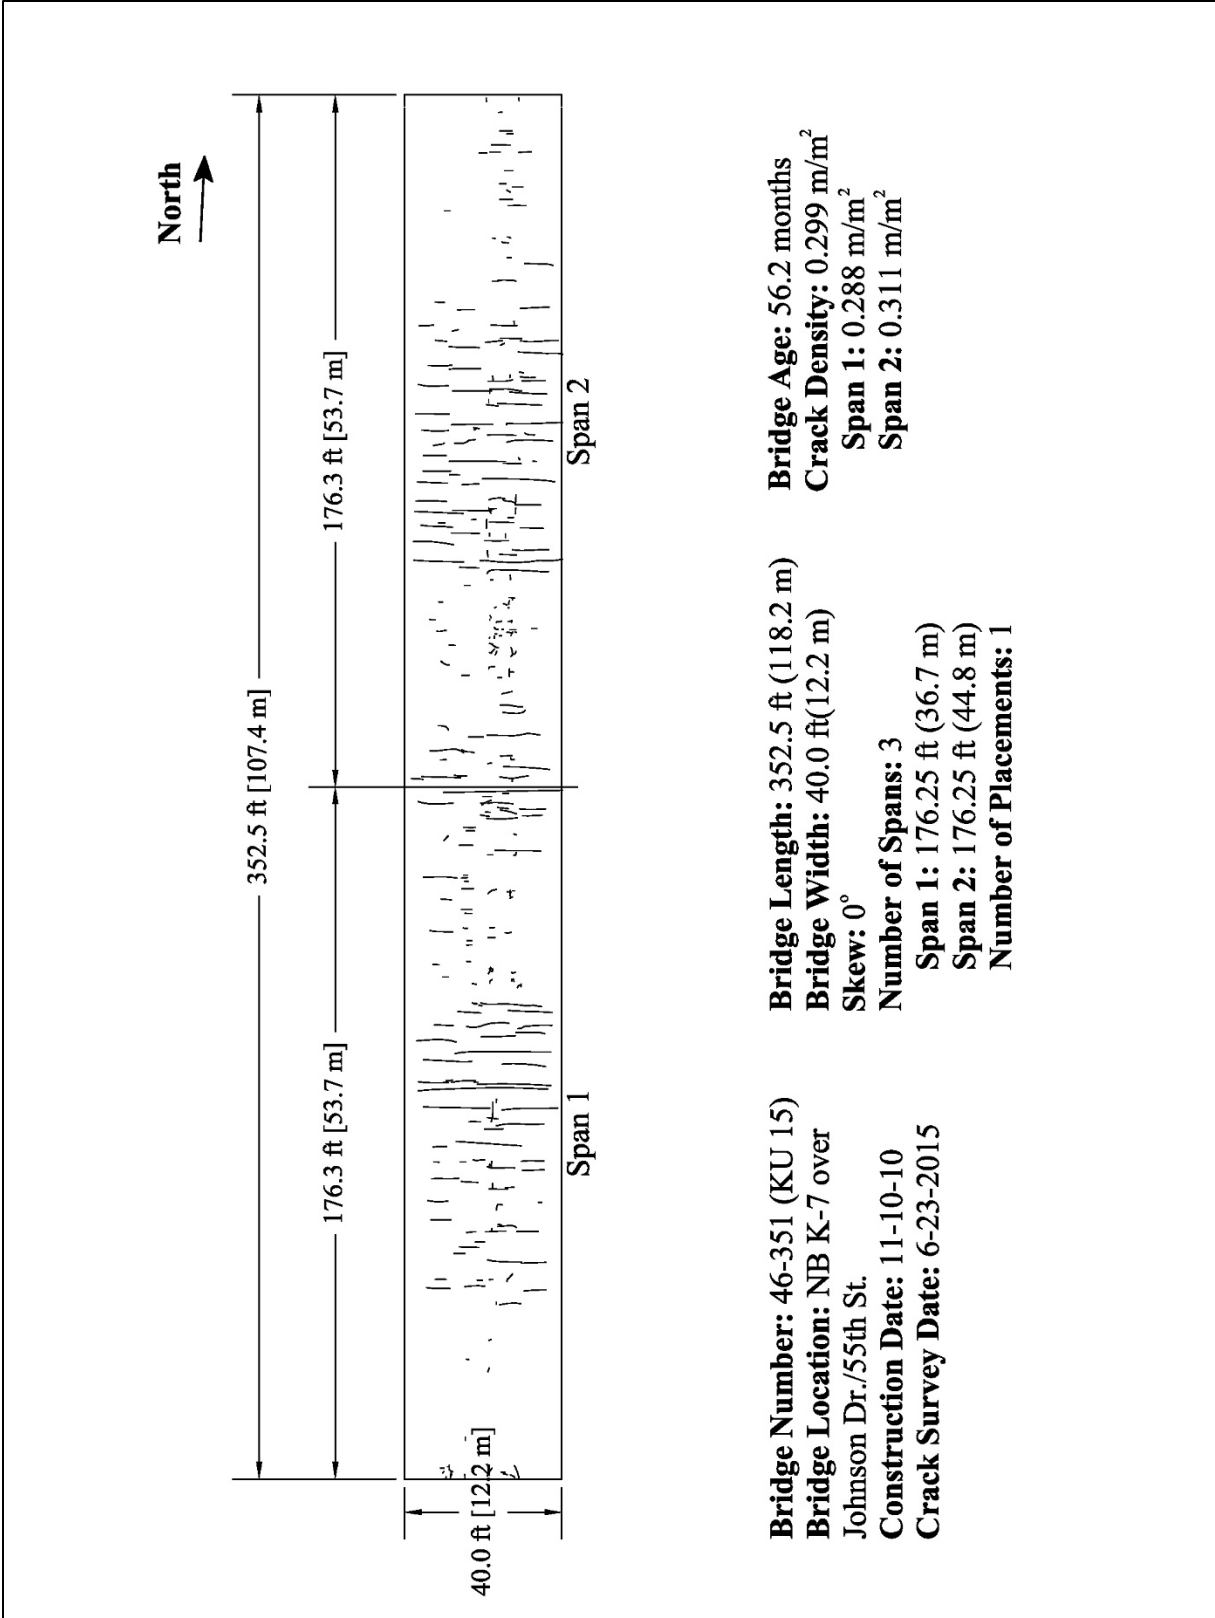 North
352.5 ft [107.4 m]
176.3 ft [53.7 m]
176.3 ft [53.7 m]
40.0 ft [12.2 m]
Span 1
Span 2
Bridge Number: 46-351 (KU 15)
Bridge Location: NB K-7 over
Johnson Dr./55th St.
Construction Date: 11-10-10
Crack Survey Date: 6-23-2015
Bridge Length: 352.5 ft (118.2 m)
Bridge Width: 40.0 ft(12.2 m)
Skew: 0°
Number of Spans: 3
Span 1: 176.25 ft (36.7 m)
Span 2: 176.25 ft (44.8 m)
Number of Placements: 1
Bridge Age: 56.2 months
Crack Density: 0.299 m/m²
Span 1: 0.288 m/m²
Span 2: 0.311 m/m²